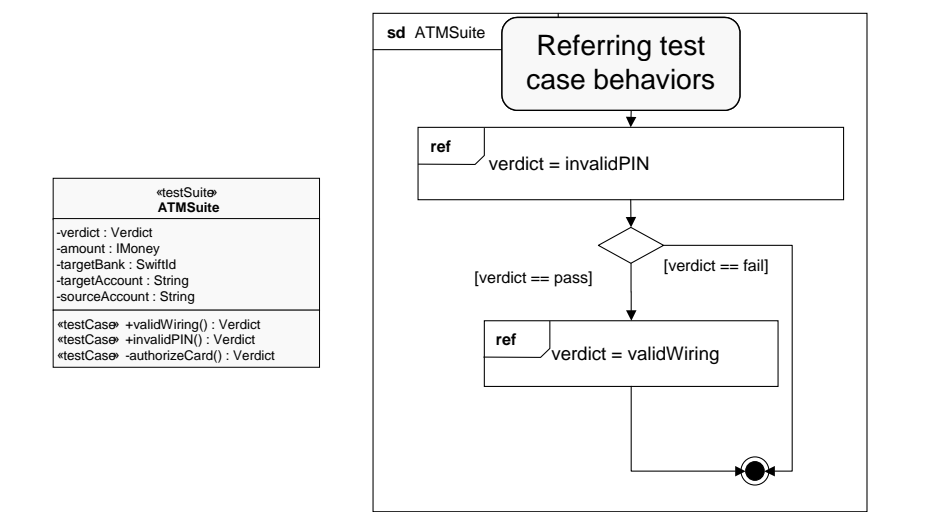 «testSuite»
ATMSuite
-verdict : Verdict
-amount : IMoney
-targetBank : SwiftId
-targetAccount : String
-sourceAccount : String
«testCase» +validWiring() : Verdict
«testCase» +invalidPIN() : Verdict
«testCase» -authorizeCard() : Verdict
sd ATMSuite
Referring test
case behaviors
ref
verdict = invalidPIN
[verdict == pass]
[verdict == fail]
ref
verdict = validWiring